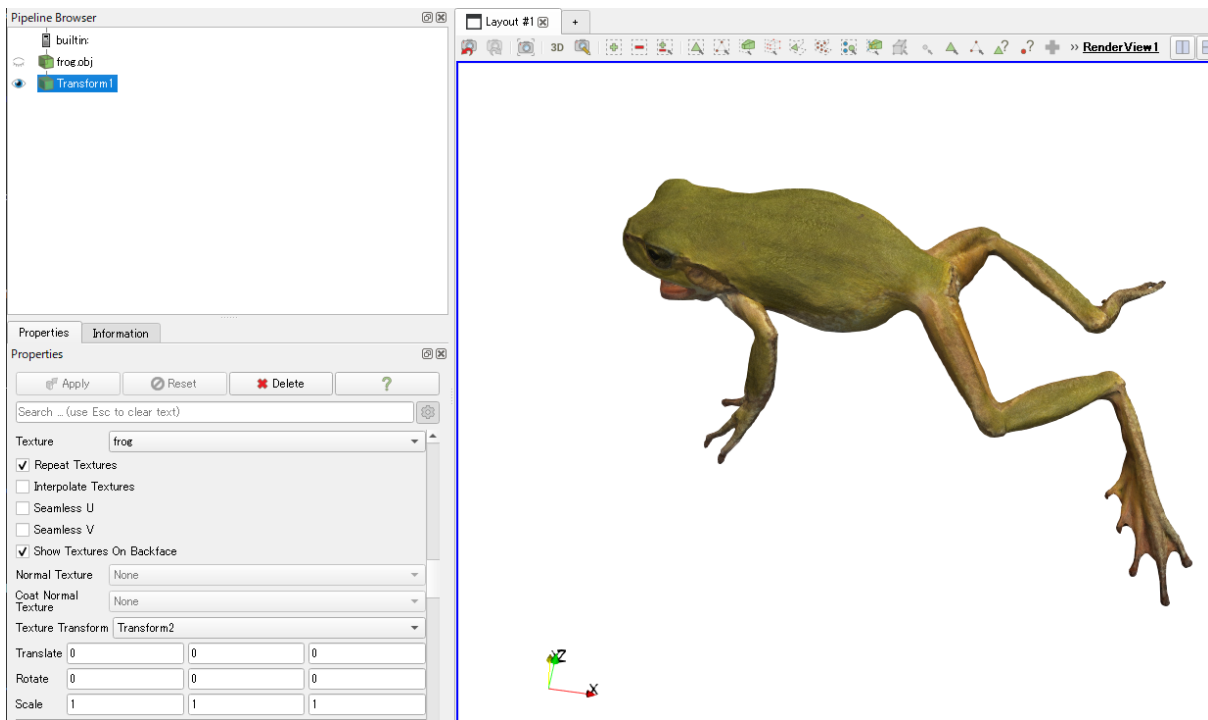 Pipeline Browser
builtin:
frog.obj
Transform1
Properties
Information
Properties
Apply
Reset
Delete
?
Search ... (use Esc to clear text)
Texture
frog
Repeat Textures
Interpolate Textures
Seamless U
Seamless V
Show Textures On Backface
Normal Texture
None
Coat Normal
Texture
None
Texture Transform
Transform2
Translate
0
0
0
Rotate
0
0
0
Scale
1
1
1
Layout #1
+
3D
»
RenderView1
YZ
X